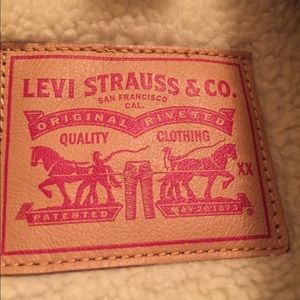 LEVI STRAUSS & CO.
SAN FRANCISCO
CAL.
ORIGINAL RIVETED
QUALITY CLOTHING
XX
PATENTED MAY 20 1873
®